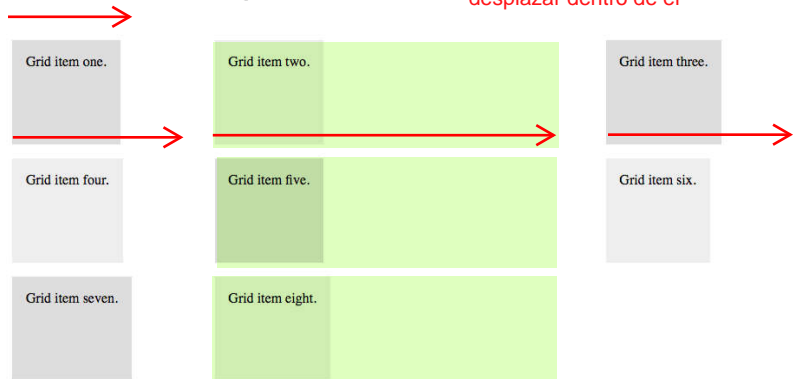 desplazar dentro de el
Grid item one.
Grid item two.
Grid item three.
Grid item four.
Grid item five.
Grid item six.
Grid item seven.
Grid item eight.